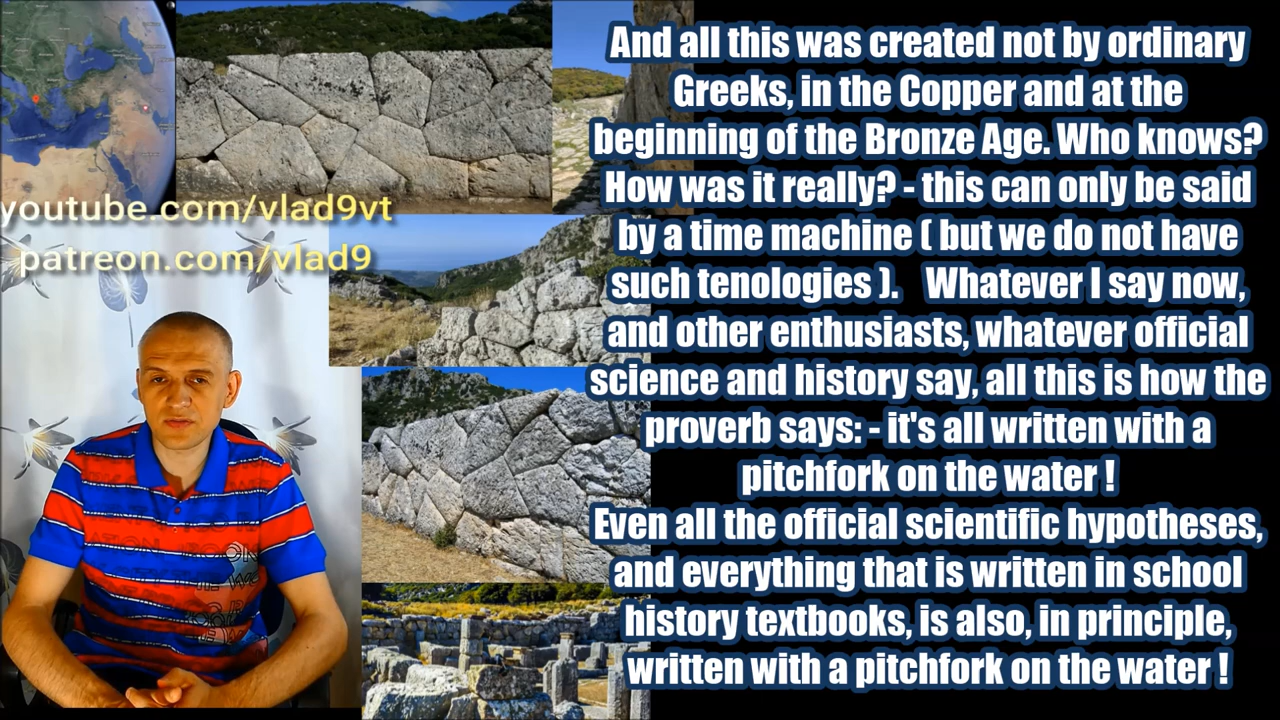 And all this was created not by ordinary
Greeks, in the Copper and at the
beginning of the Bronze Age. Who knows?
How was it really? - this can only be said
by a time machine ( but we do not have
such tenologies ). Whatever I say now,
and other enthusiasts, whatever official
science and history say, all this is how the
proverb says: - it's all written with a
pitchfork on the water !
Even all the official scientific hypotheses,
and everything that is written in school
history textbooks, is also, in principle,
written with a pitchfork on the water !
youtube.com/vlad9vt
patreon.com/vlad9